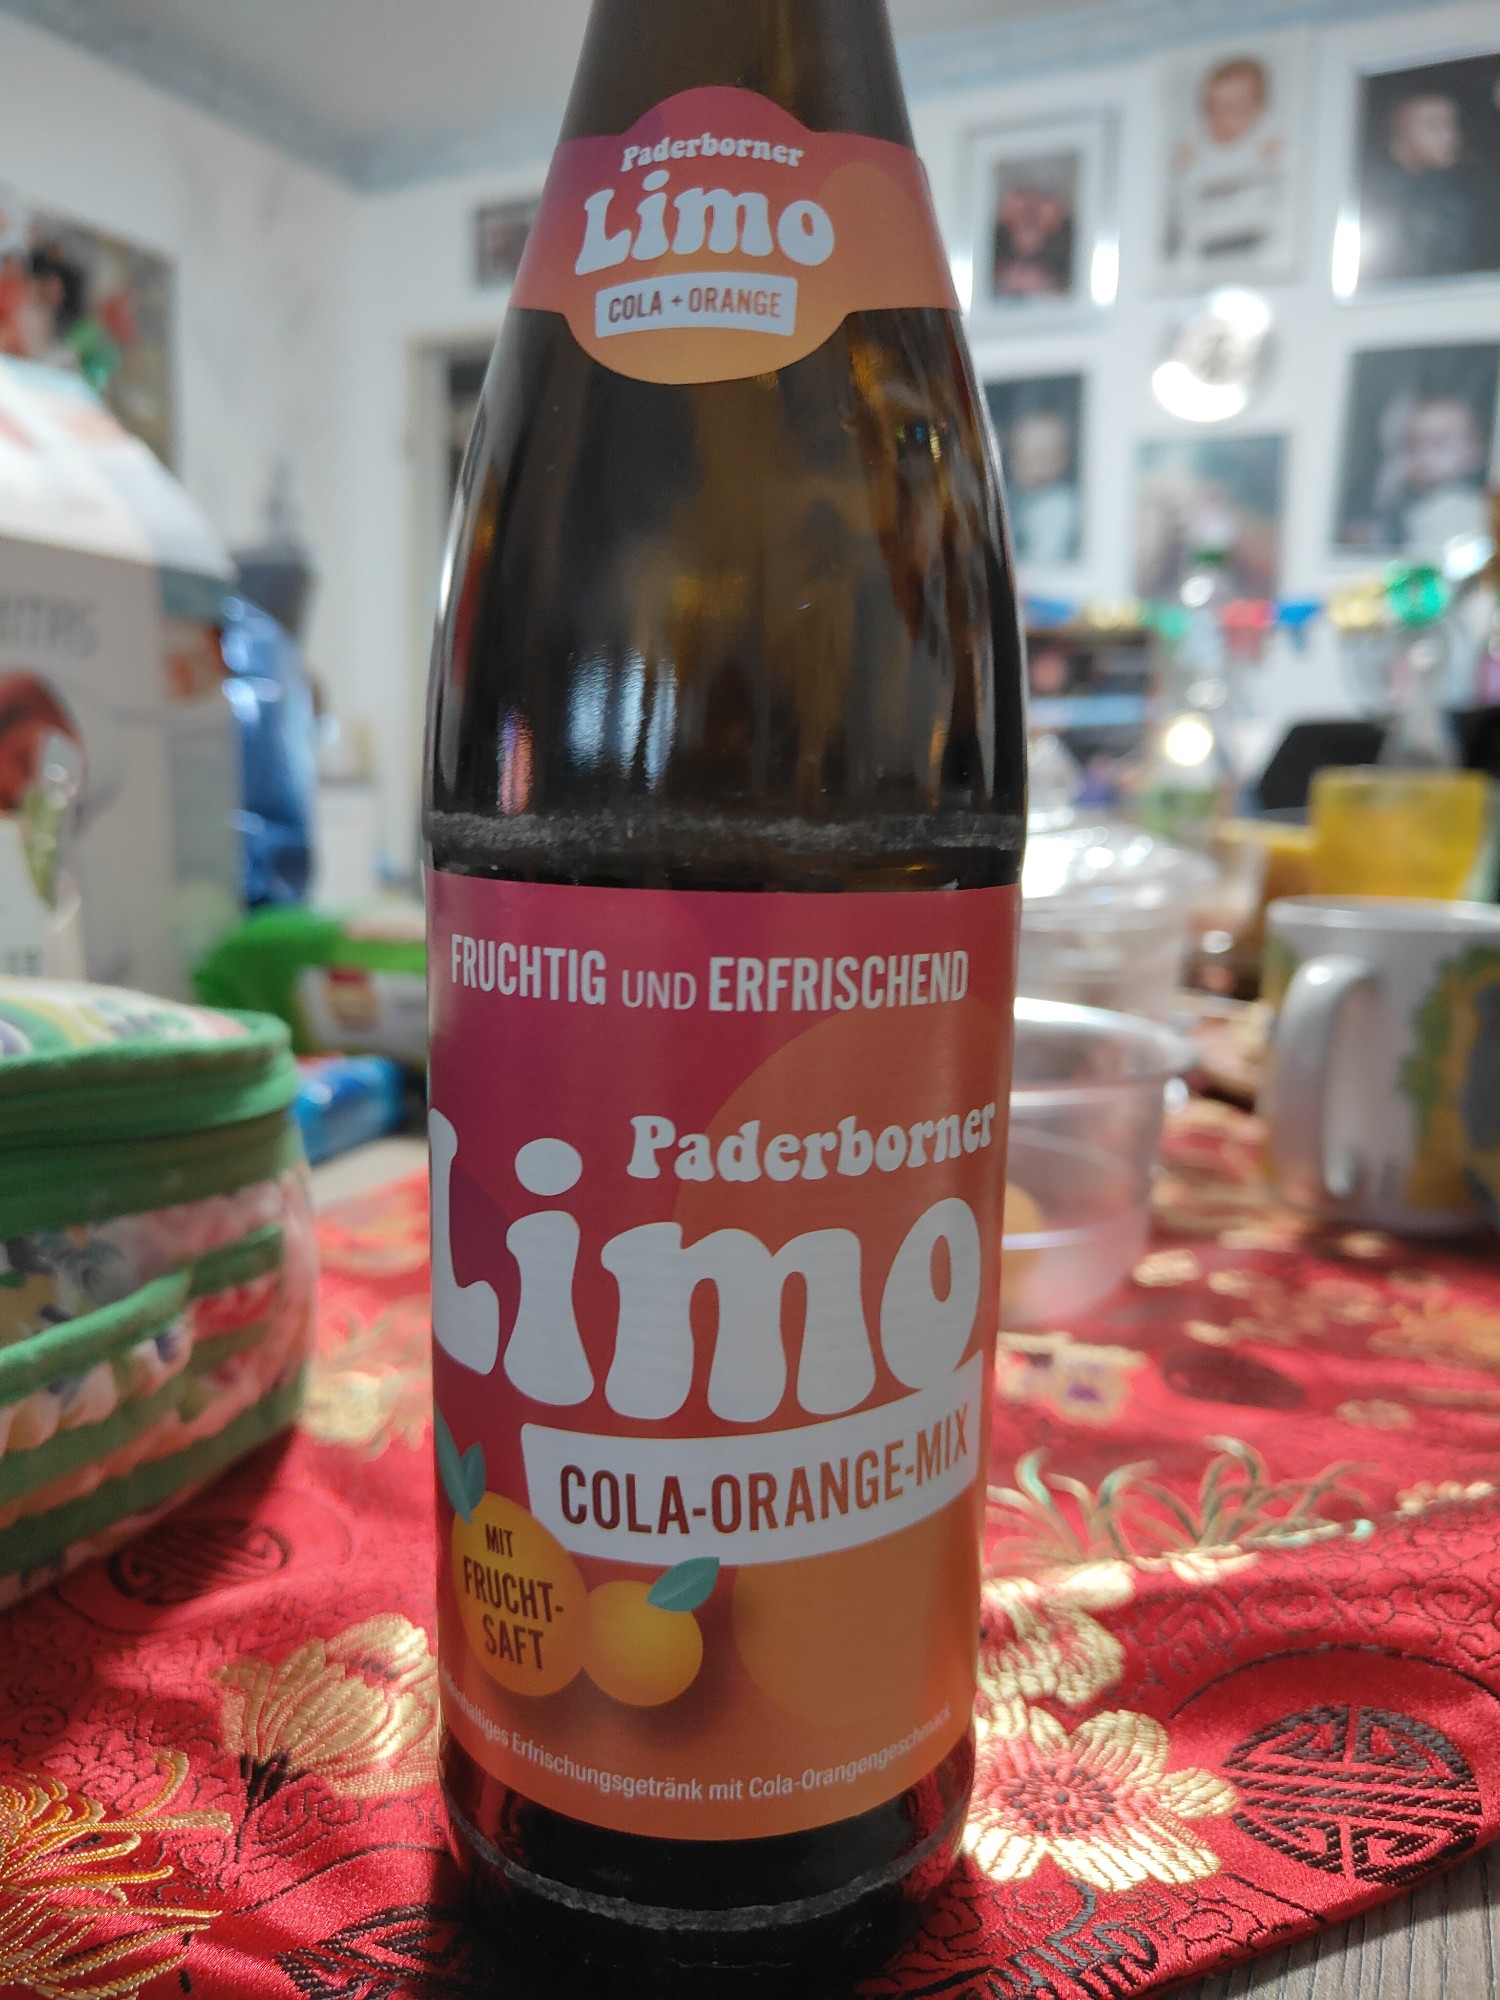 Paderborner
Limo
COLA + ORANGE
FRUCHTIG UND ERFRISCHEND
Paderborner
Limo
COLA-ORANGE-MIX
MIT
FRUCHT-
SAFT
Erfrischungsgetränk mit Cola-Orangengeschmack